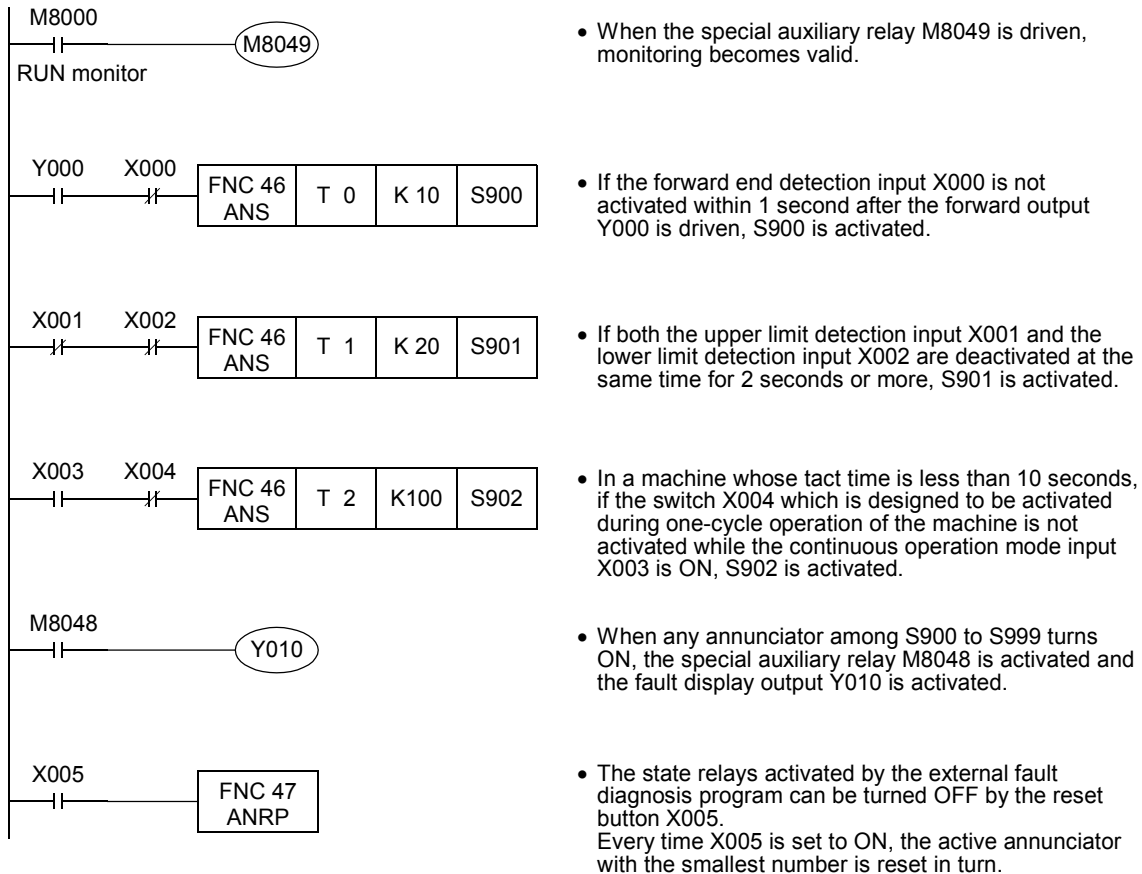 M8000
M8049
RUN monitor
• When the special auxiliary relay M8049 is driven,
monitoring becomes valid.
Y000 X000
FNC 46
ANS
T 0
K 10
S900
• If the forward end detection input X000 is not
activated within 1 second after the forward output
Y000 is driven, S900 is activated.
X001 X002
FNC 46
ANS
T 1
K 20
S901
• If both the upper limit detection input X001 and the
lower limit detection input X002 are deactivated at the
same time for 2 seconds or more, S901 is activated.
X003 X004
FNC 46
ANS
T 2
K100
S902
• In a machine whose tact time is less than 10 seconds,
if the switch X004 which is designed to be activated
during one-cycle operation of the machine is not
activated while the continuous operation mode input
X003 is ON, S902 is activated.
M8048
Y010
• When any annunciator among S900 to S999 turns
ON, the special auxiliary relay M8048 is activated and
the fault display output Y010 is activated.
X005
FNC 47
ANRP
• The state relays activated by the external fault
diagnosis program can be turned OFF by the reset
button X005.
Every time X005 is set to ON, the active annunciator
with the smallest number is reset in turn.